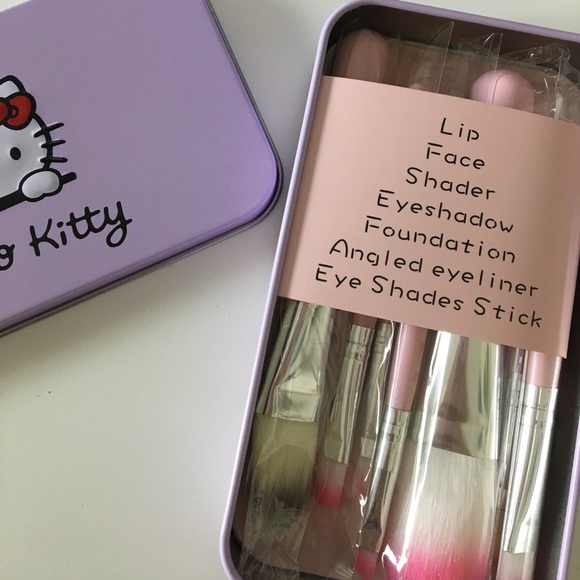 o Kitty
Lip
Face
Shader
Eyeshadow
Foundation
Angled eyeliner
Eye Shades Stick